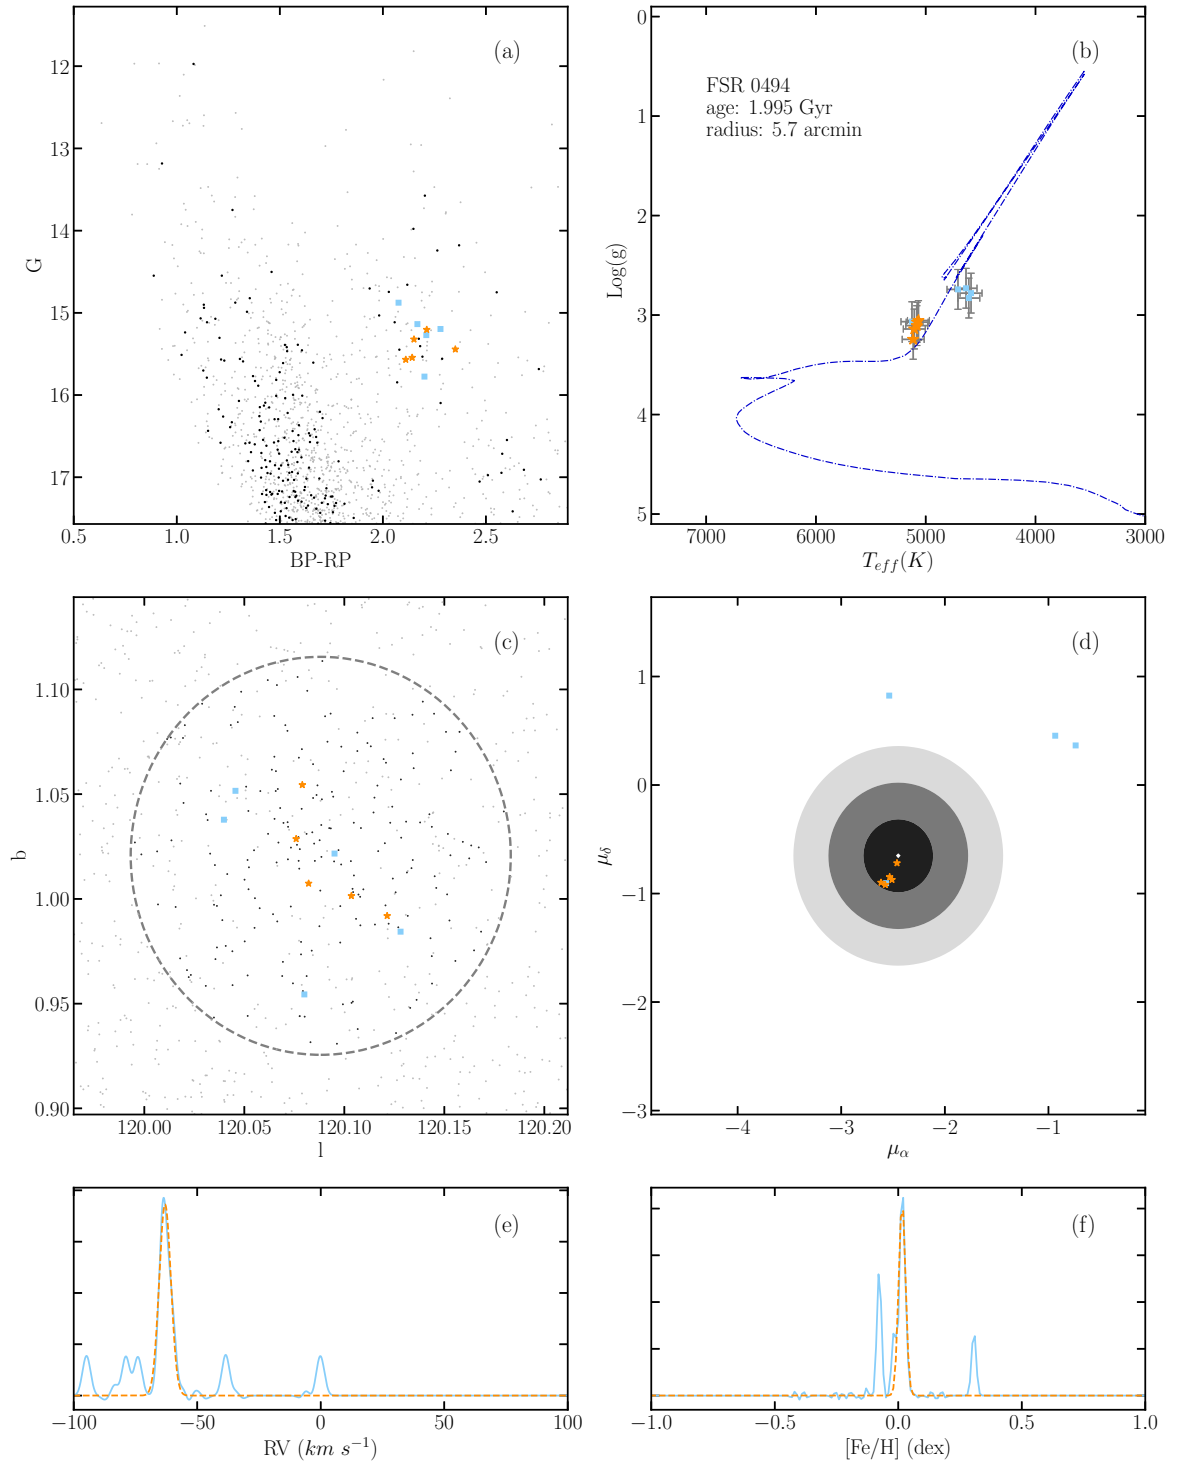 (a)
12
13
14
15
16
17
G
0.5 1.0 1.5 2.0 2.5
BP-RP
(b)
FSR 0494
age: 1.995 Gyr
radius: 5.7 arcmin
0
1
2
3
4
5
Log(g)
7000 6000 5000 4000 3000
T_eff(K)
(c)
1.10
1.05
1.00
0.95
0.90
b
120.00 120.05 120.10 120.15 120.20
l
(d)
1
0
−1
−2
−3
μ_δ
−4 −3 −2 −1
μ_α
(e)
−100 −50 0 50 100
RV (km s⁻¹)
(f)
−1.0 −0.5 0.0 0.5 1.0
[Fe/H] (dex)